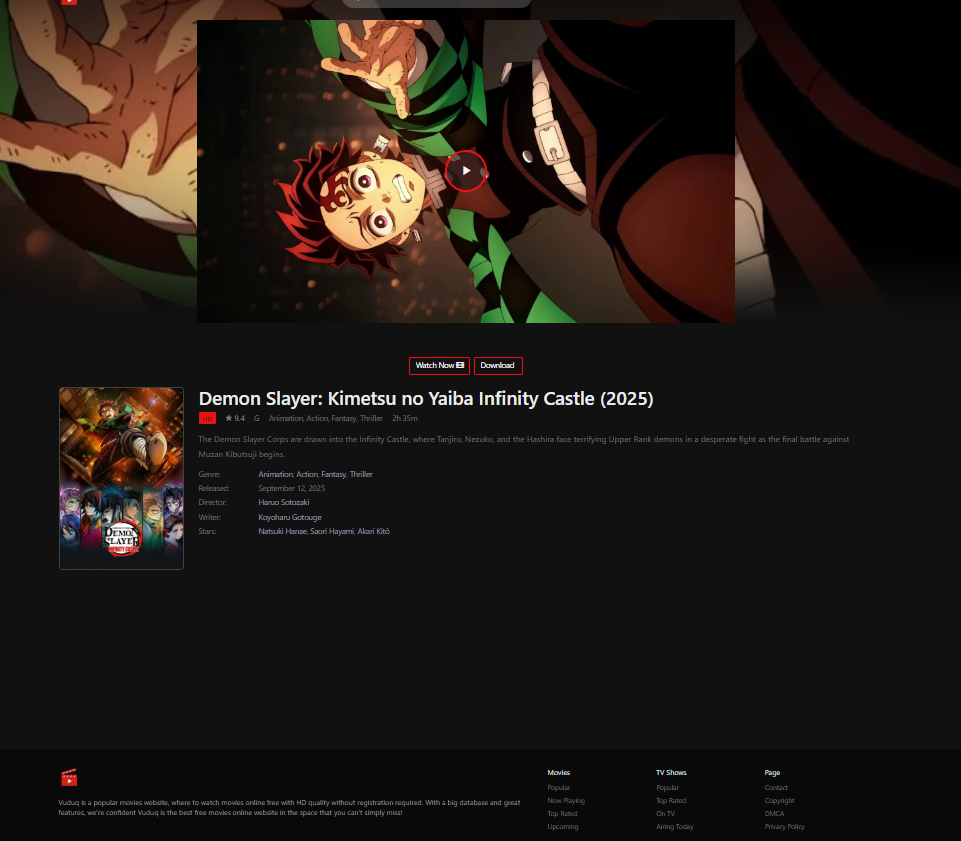 Watch Now
Download
Demon Slayer: Kimetsu no Yaiba Infinity Castle (2025)
HD 9.4 G Animation, Action, Fantasy, Thriller 2h 35m
The Demon Slayer Corps are drawn into the Infinity Castle, where Tanjiro, Nezuko, and the Hashira face terrifying Upper Rank demons in a desperate fight as the final battle against
Muzan Kibutsuji begins.
Genre: Animation, Action, Fantasy, Thriller
Released: September 12, 2025
Director: Haruo Sotozaki
Writer: Koyoharu Gotouge
Stars: Natsuki Hanae, Saori Hayami, Akari Kitô
DEMON
SLAYER
INFINITY CASTLE
Vuduq is a popular movies website, where to watch movies online free with HD quality without registration required. With a big database and great
features, we're confident Vuduq is the best free movies online website in the space that you can't simply miss!
Movies
Popular
Now Playing
Top Rated
Upcoming
TV Shows
Popular
Top Rated
On TV
Airing Today
Page
Contact
Copyright
DMCA
Privacy Policy